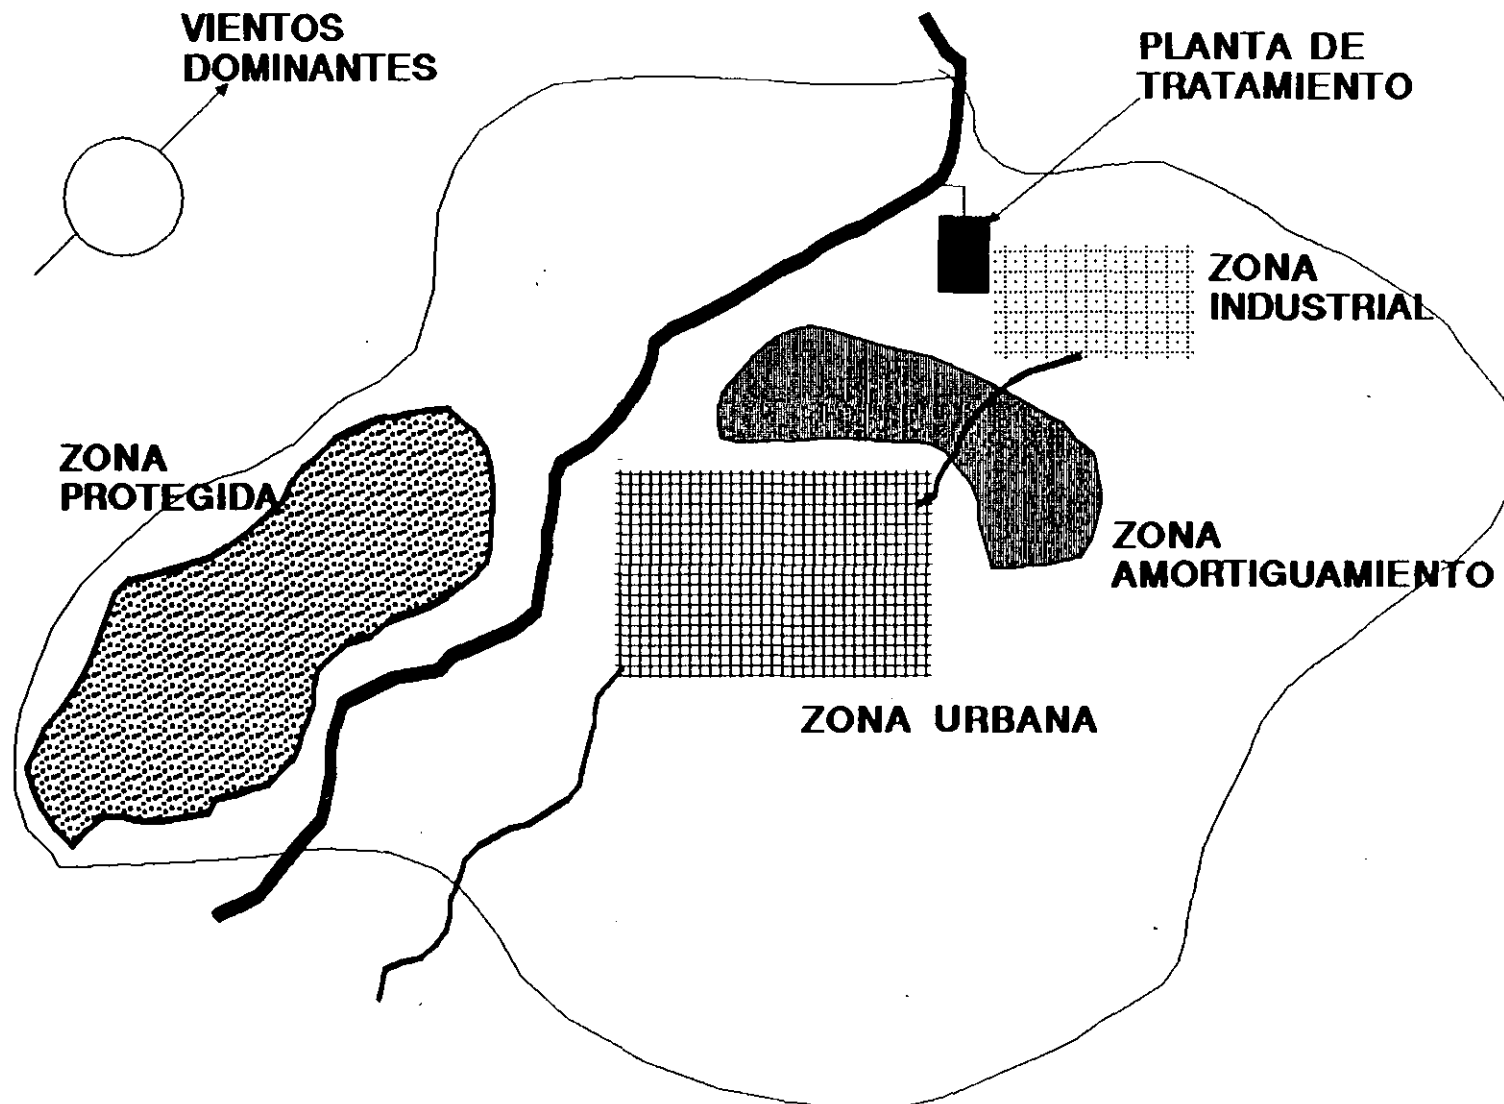 VIENTOS
DOMINANTES
PLANTA DE
TRATAMIENTO
ZONA
INDUSTRIAL
ZONA
PROTEGIDA
ZONA
AMORTIGUAMIENTO
ZONA URBANA